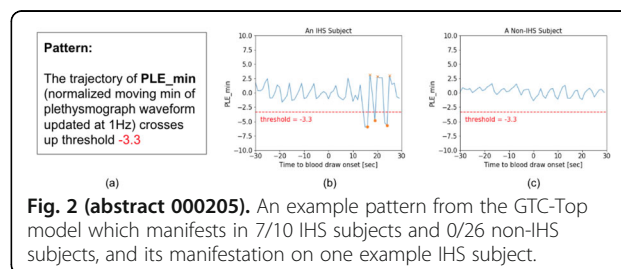 Pattern:
The trajectory of PLE_min
(normalized moving min of
plethysmograph waveform
updated at 1Hz) crosses
up threshold -3.3
(a)
An IHS Subject
PLE_min
10.0
7.5
5.0
2.5
0.0
-2.5
-5.0
-7.5
-10.0
threshold = -3.3
-30 -20 -10 0 10 20 30
Time to blood draw onset [sec]
(b)
A Non-IHS Subject
PLE_min
10.0
7.5
5.0
2.5
0.0
-2.5
-5.0
-7.5
-10.0
threshold = -3.3
-30 -20 -10 0 10 20 30
Time to blood draw onset [sec]
(c)
Fig. 2 (abstract 000205). An example pattern from the GTC-Top
model which manifests in 7/10 IHS subjects and 0/26 non-IHS
subjects, and its manifestation on one example IHS subject.